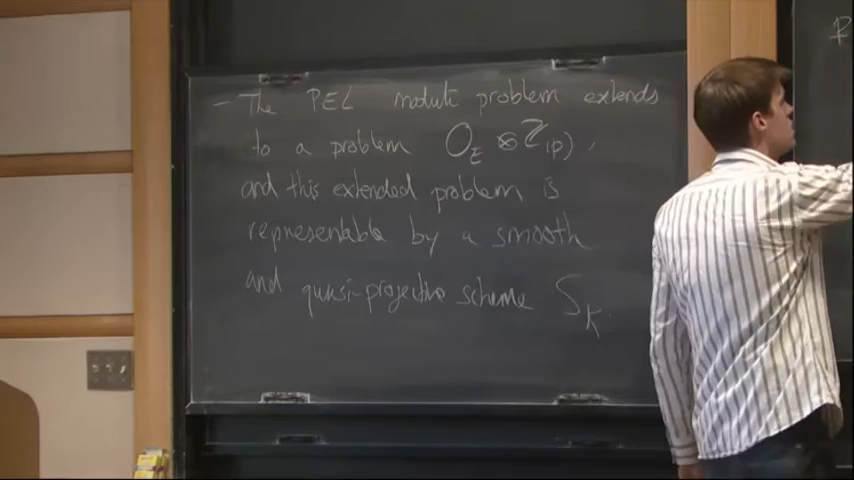 - The PEL moduli problem extends
to a problem O_E ⊗ Z_(p),
and this extended problem is
representable by a smooth
and quasi-projective scheme S_K.
P